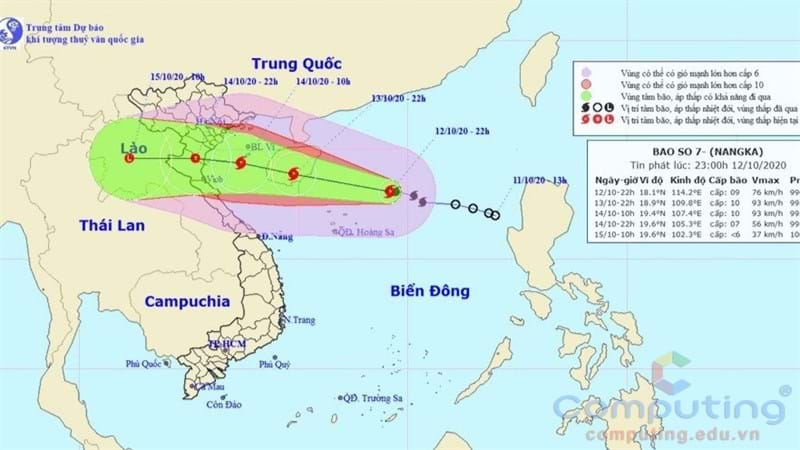 Trung tâm Dự báo
khí tượng thuỷ văn quốc gia
Trung Quốc
15/10/20 - 10h
14/10/20 - 22h
14/10/20 - 10h
13/10/20 - 22h
12/10/20 - 22h
11/10/20 - 13h
Hà Nội
BL Vĩ
Lào
Vinh
Thái Lan
Đ.Nẵng
QĐ. Hoàng Sa
Biển Đông
Campuchia
N.Trang
TP.HCM
Phú Quốc
Phú Quý
Cà Mau
Côn Đảo
QĐ. Trường Sa
Vùng có thể có gió mạnh lớn hơn cấp 6
Vùng có thể có gió mạnh lớn hơn cấp 10
Vùng tâm bão, áp thấp có khả năng đi qua
Vị trí tâm bão, áp thấp nhiệt đới, vùng thấp đã qua
Vị trí tâm bão, áp thấp nhiệt đới, vùng thấp hiện tại
BAO SO 7- (NANGKA)
Tin phát lúc: 23:00h 12/10/2020
Ngày-giờ Vĩ độ Kinh độ Cấp bão Vmax
12/10-22h 18.1°N 114.2°E cấp: 09 76 km/h
13/10-22h 18.9°N 109.8°E cấp: 10 93 km/h
14/10-10h 19.4°N 107.4°E cấp: 10 93 km/h
14/10-22h 19.6°N 105.3°E cấp: 07 56 km/h
15/10-10h 19.6°N 102.3°E cấp: <6 37 km/h
Computing
computing.edu.vn